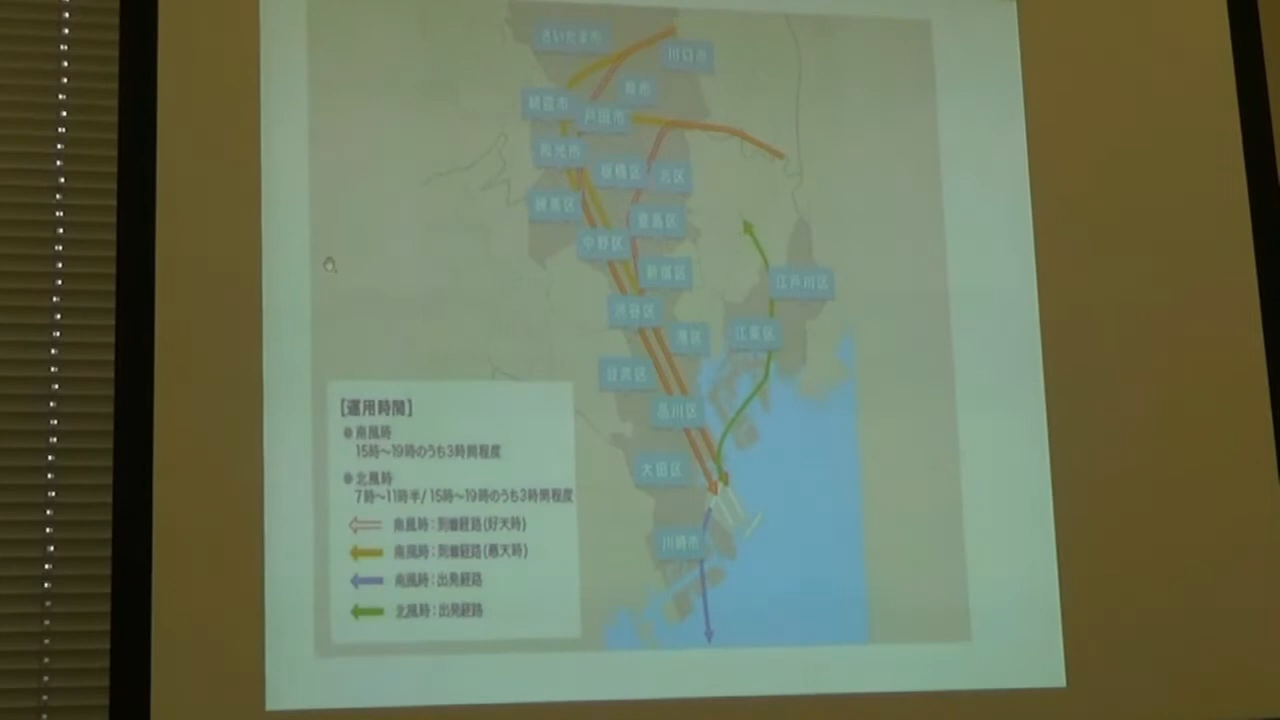 さいたま市
川口市
蕨市
朝霞市
戸田市
和光市
板橋区
北区
練馬区
豊島区
中野区
新宿区
江戸川区
渋谷区
港区
江東区
目黒区
品川区
大田区
川崎市
【運用時間】
●南風時
15時～19時のうち3時間程度
●北風時
7時～11時半/15時～19時のうち3時間程度
南風時：到着経路(好天時)
南風時：到着経路(悪天時)
南風時：出発経路
北風時：出発経路